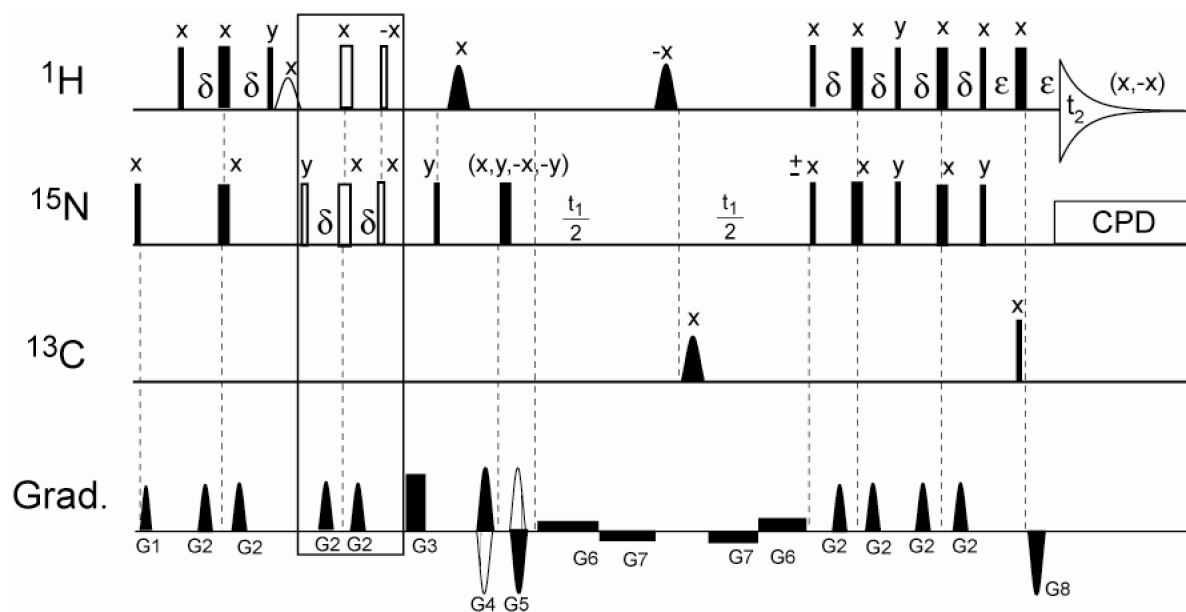 x x y x x -x x -x x x y x x x (x,-x)
¹H δ δ δ δ δ δ ε ε t₂
x x y x x y (x,y,-x,-y) ± x x y x y
¹⁵N δ δ t₁/2 t₁/2 CPD
x x
¹³C
Grad.
G1 G2 G2 G2 G2 G3 G4 G5 G6 G7 G7 G6 G2 G2 G2 G2 G8